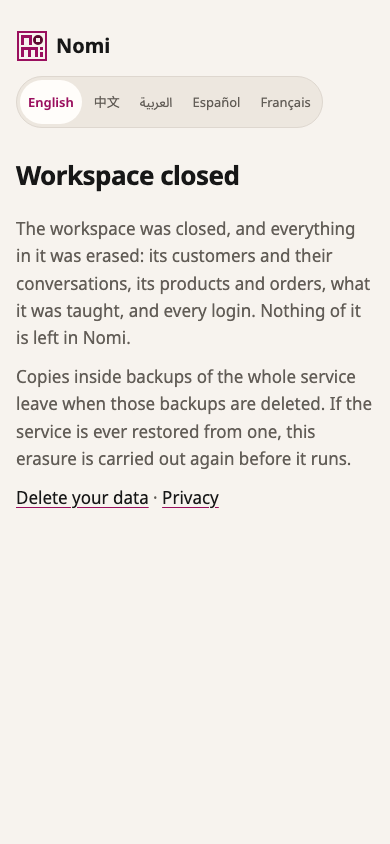 Nomi
English 中文 العربية Español Français
Workspace closed
The workspace was closed, and everything
in it was erased: its customers and their
conversations, its products and orders, what
it was taught, and every login. Nothing of it
is left in Nomi.
Copies inside backups of the whole service
leave when those backups are deleted. If the
service is ever restored from one, this
erasure is carried out again before it runs.
Delete your data · Privacy